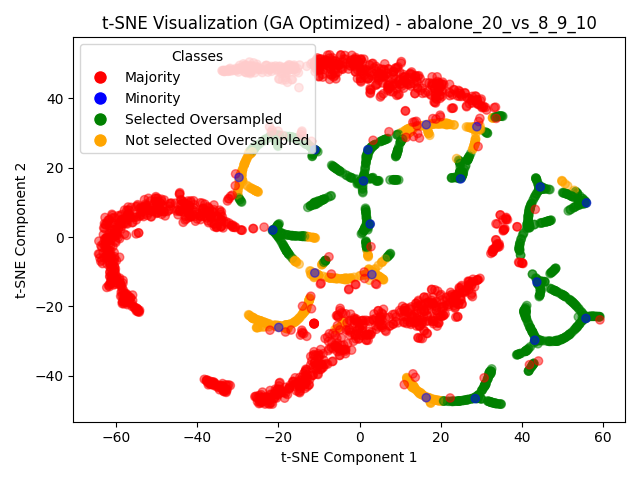 t-SNE Visualization (GA Optimized) - abalone_20_vs_8_9_10
Classes
Majority
Minority
Selected Oversampled
Not selected Oversampled
t-SNE Component 2
40
20
0
−20
−40
−60 −40 −20 0 20 40 60
t-SNE Component 1